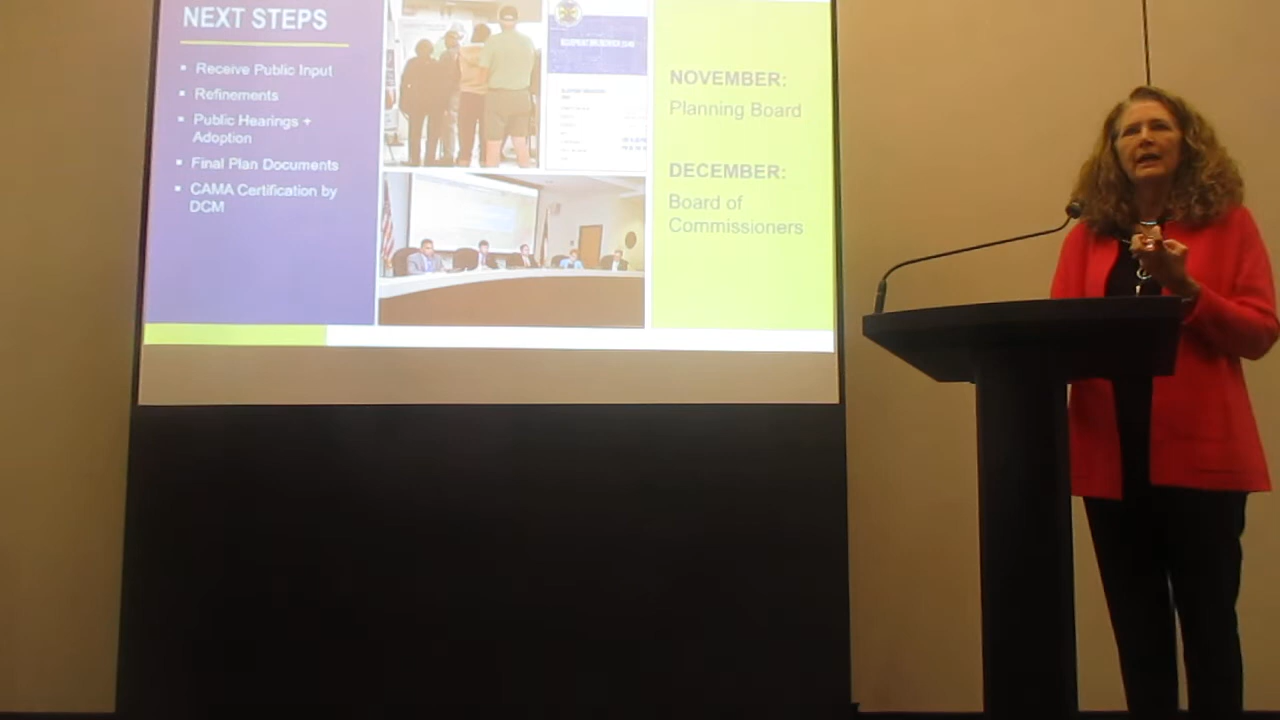 NEXT STEPS
Receive Public Input
Refinements
Public Hearings +
Adoption
Final Plan Documents
CAMA Certification by
DCM
NOVEMBER:
Planning Board
DECEMBER:
Board of
Commissioners